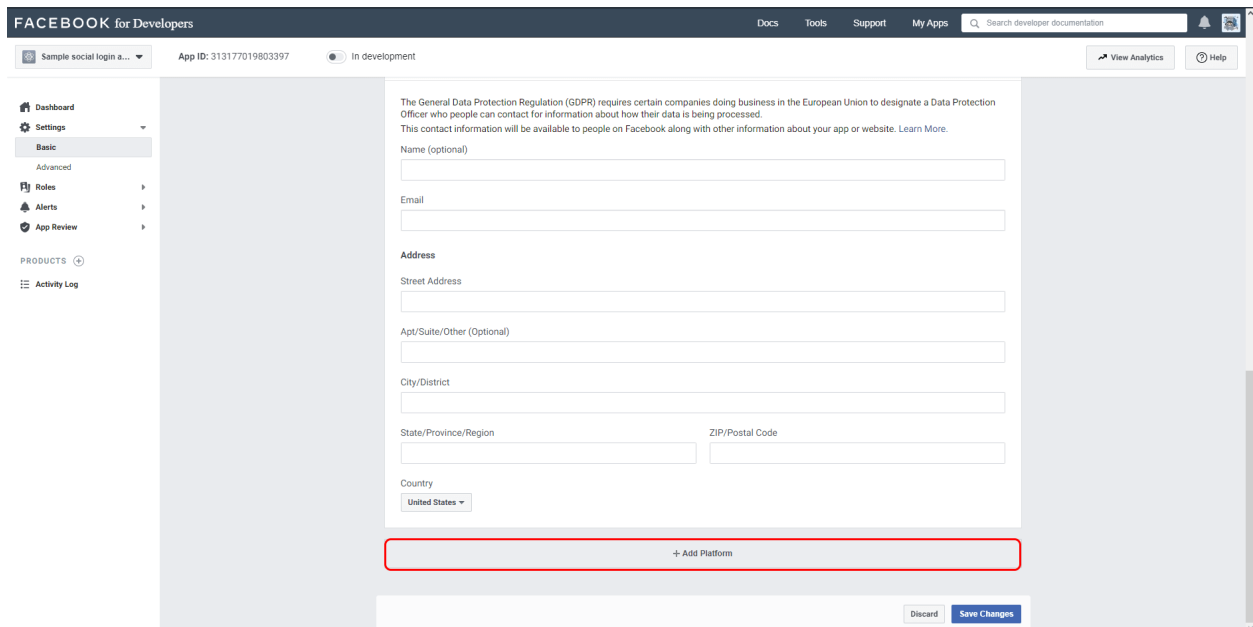 FACEBOOK for Developers
Docs Tools Support My Apps Search developer documentation
Sample social login a... App ID: 313177019803397 In development View Analytics Help
Dashboard
Settings
Basic
Advanced
Roles
Alerts
App Review
PRODUCTS
Activity Log
The General Data Protection Regulation (GDPR) requires certain companies doing business in the European Union to designate a Data Protection
Officer who people can contact for information about how their data is being processed.
This contact information will be available to people on Facebook along with other information about your app or website. Learn More.
Name (optional)
Email
Address
Street Address
Apt/Suite/Other (Optional)
City/District
State/Province/Region ZIP/Postal Code
Country
United States
+ Add Platform
Discard Save Changes